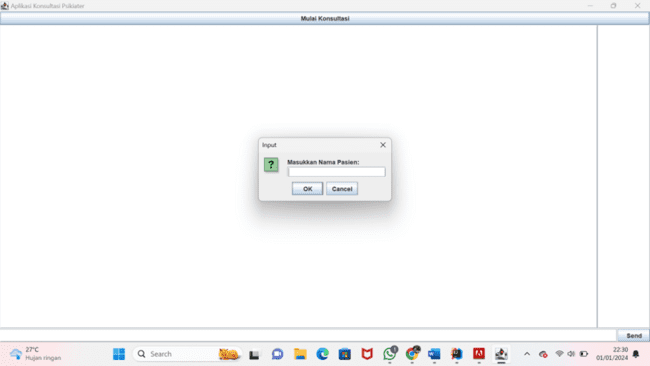 Aplikasi Konsultasi Psikiater
Mulai Konsultasi
Input
?
Masukkan Nama Pasien:
OK
Cancel
Send
27°C
Hujan ringan
Search
22:30
01/01/2024